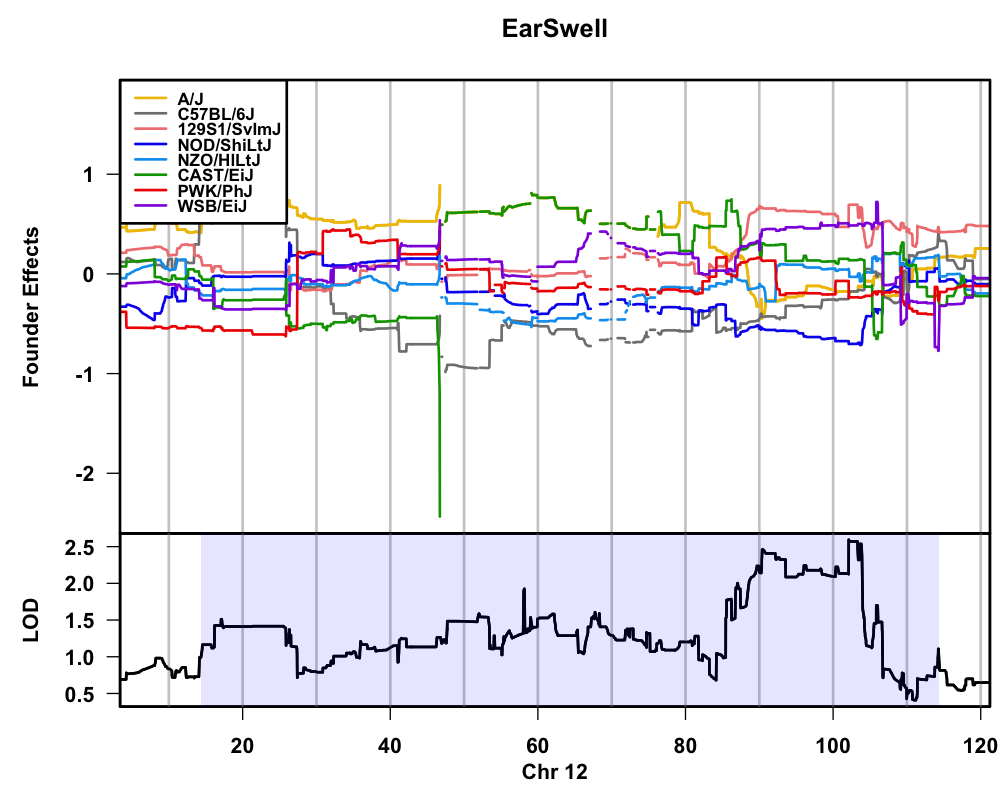 EarSwell
A/J
C57BL/6J
129S1/SvImJ
NOD/ShiLtJ
NZO/HlLtJ
CAST/EiJ
PWK/PhJ
WSB/EiJ
Founder Effects
1
0
-1
-2
LOD
2.5
2.0
1.5
1.0
0.5
20 40 60 80 100 120
Chr 12